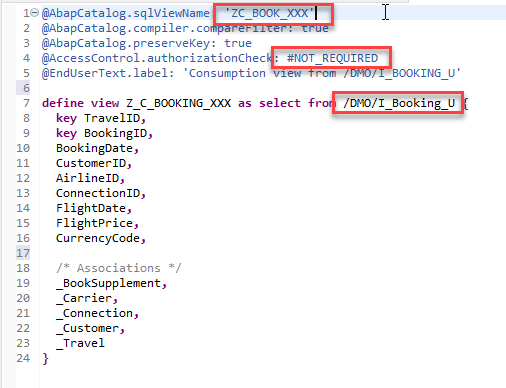 1 @AbapCatalog.sqlViewName: 'ZC_BOOK_XXX'
2 @AbapCatalog.compiler.compareFilter: true
3 @AbapCatalog.preserveKey: true
4 @AccessControl.authorizationCheck: #NOT_REQUIRED
5 @EndUserText.label: 'Consumption view from /DMO/I_BOOKING_U'
6
7 define view Z_C_BOOKING_XXX as select from /DMO/I_Booking_U {
8 key TravelID,
9 key BookingID,
10 BookingDate,
11 CustomerID,
12 AirlineID,
13 ConnectionID,
14 FlightDate,
15 FlightPrice,
16 CurrencyCode,
17
18 /* Associations */
19 _BookSupplement,
20 _Carrier,
21 _Connection,
22 _Customer,
23 _Travel
24 }